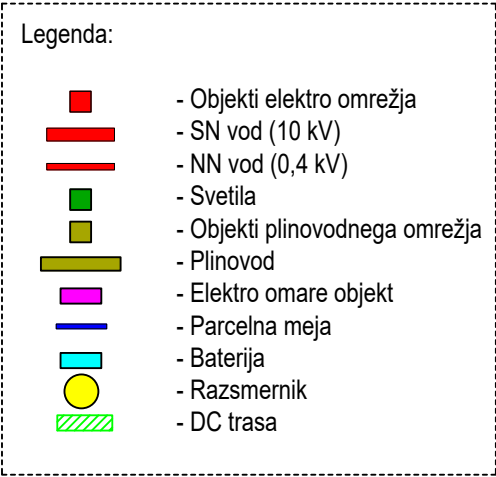 Legenda:
- Objekti elektro omrežja
- SN vod (10 kV)
- NN vod (0,4 kV)
- Svetila
- Objekti plinovodnega omrežja
- Plinovod
- Elektro omare objekt
- Parcelna meja
- Baterija
- Razsmernik
- DC trasa